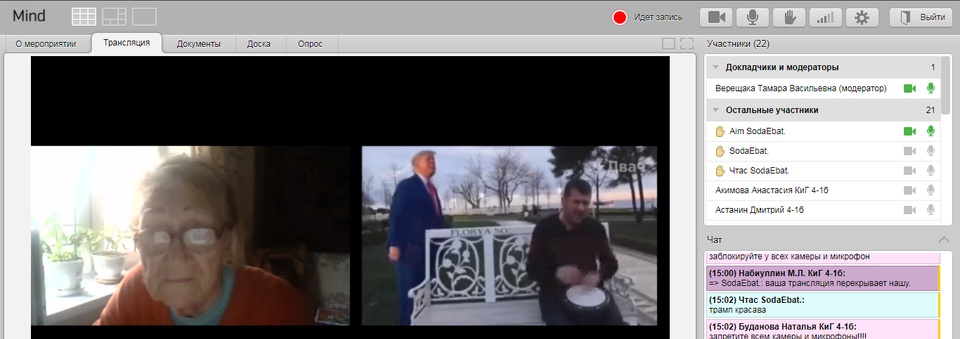 Mind
Идет запись
Выйти
О мероприятии
Трансляция
Документы
Доска
Опрос
Участники (22)
Докладчики и модераторы 1
Верещака Тамара Васильевна (модератор)
Остальные участники 21
Aim SodaEbat.
SodaEbat.
Чтас SodaEbat.
Акимова Анастасия КиГ 4-1б
Астанин Дмитрий 4-1б
Двач
FLORYA SO
Чат
заблокируйте у всех камеры и микрофон
(15:00) Набиуллин М.Л. КиГ 4-1б:
=> SodaEbat.: ваша трансляция перекрывает нашу.
(15:02) Чтас SodaEbat.:
трамп красава
(15:02) Буданова Наталья КиГ 4-1б:
запретите всем камеры и микрофоны!!!!